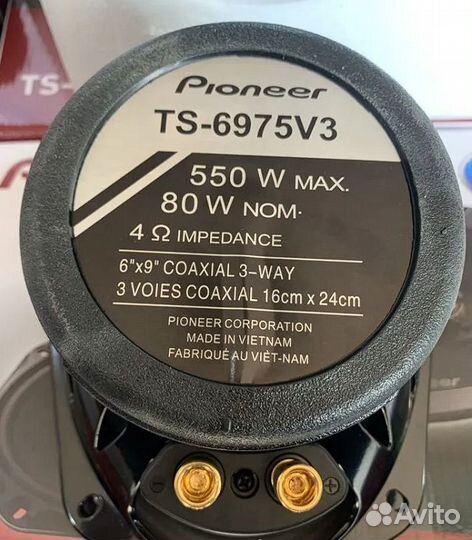 TS-
Pioneer
TS-6975V3
550 W MAX.
80 W NOM·
4 Ω IMPEDANCE
6"x9" COAXIAL 3-WAY
3 VOIES COAXIAL 16cm x 24cm
PIONEER CORPORATION
MADE IN VIETNAM
FABRIQUÉ AU VIÊT-NAM
Avito